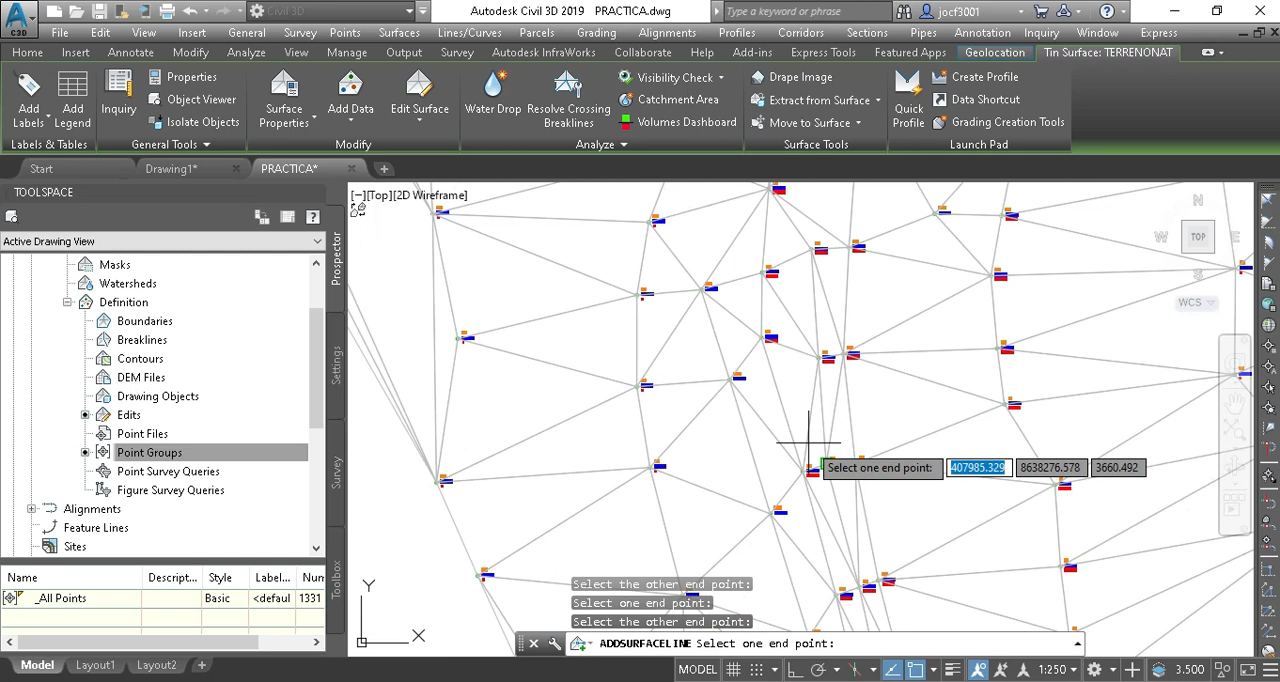 C3D
Civil 3D
Autodesk Civil 3D 2019 PRACTICA.dwg
Type a keyword or phrase
jocf3001
File Edit View Insert General Survey Points Surfaces Lines/Curves Parcels Grading Alignments Profiles Corridors Sections Pipes Annotation Inquiry Window Express
Home Insert Annotate Modify Analyze View Manage Output Survey Autodesk InfraWorks Collaborate Help Add-ins Express Tools Featured Apps Geolocation Tin Surface: TERRENONAT
Add Labels
Add Legend
Inquiry
Properties
Object Viewer
Isolate Objects
Surface Properties
Add Data
Edit Surface
Water Drop
Resolve Crossing Breaklines
Visibility Check
Catchment Area
Volumes Dashboard
Drape Image
Extract from Surface
Move to Surface
Quick Profile
Create Profile
Data Shortcut
Grading Creation Tools
Labels & Tables General Tools Modify Analyze Surface Tools Launch Pad
Start Drawing1* PRACTICA*
TOOLSPACE
Active Drawing View
Masks
Watersheds
Definition
Boundaries
Breaklines
Contours
DEM Files
Drawing Objects
Edits
Point Files
Point Groups
Point Survey Queries
Figure Survey Queries
Alignments
Feature Lines
Sites
Prospector
Settings
Survey
Toolbox
Name Descript... Style Label... Num
_All Points Basic <defaul 1331
[−][Top][2D Wireframe]
N
W TOP E
S
WCS
Select one end point: 407985.329 8638276.578 3660.492
Select the other end point:
Select one end point:
Select the other end point:
Y
X
ADDSURFACELINE Select one end point:
Model Layout1 Layout2 +
MODEL 1:250 3.500